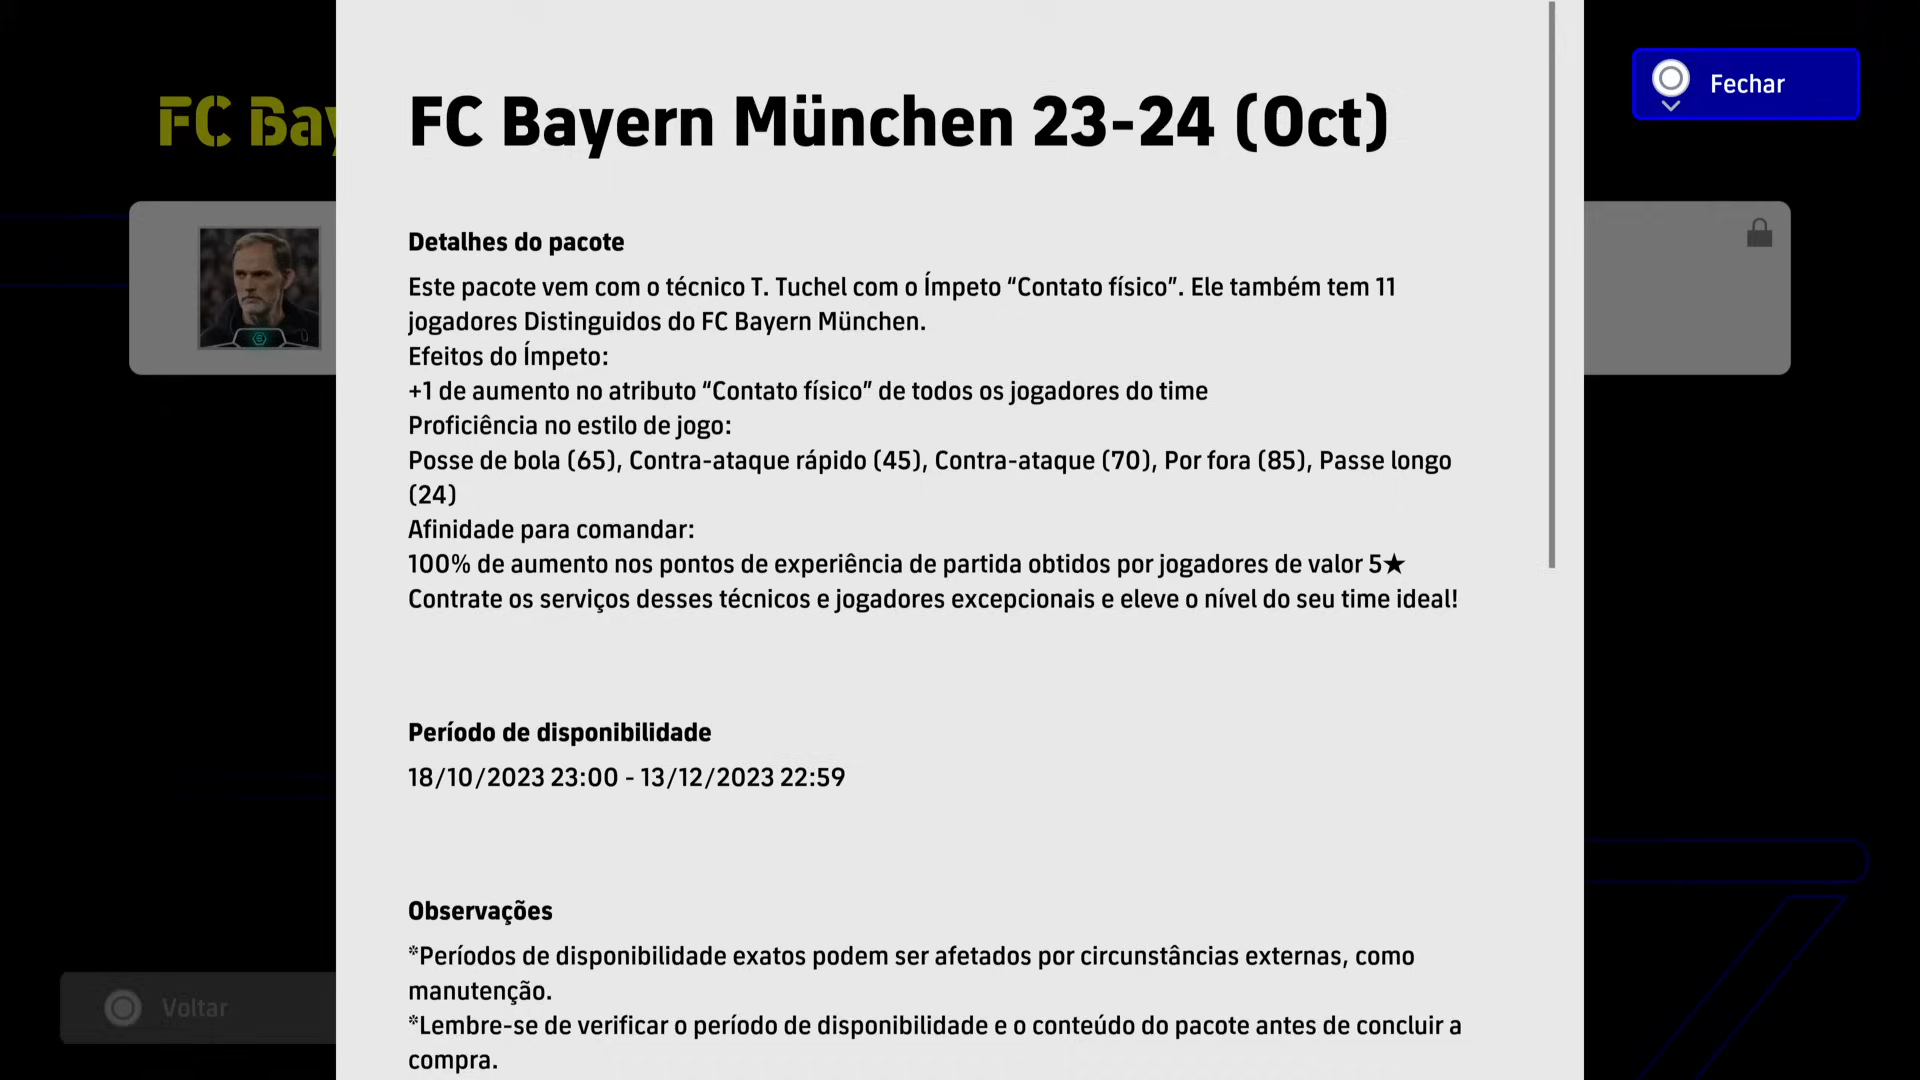 FC Bay
FC Bayern München 23-24 (Oct)
Fechar
Detalhes do pacote
Este pacote vem com o técnico T. Tuchel com o Ímpeto “Contato físico”. Ele também tem 11
jogadores Distinguidos do FC Bayern München.
Efeitos do Ímpeto:
+1 de aumento no atributo “Contato físico” de todos os jogadores do time
Proficiência no estilo de jogo:
Posse de bola (65), Contra-ataque rápido (45), Contra-ataque (70), Por fora (85), Passe longo
(24)
Afinidade para comandar:
100% de aumento nos pontos de experiência de partida obtidos por jogadores de valor 5★
Contrate os serviços desses técnicos e jogadores excepcionais e eleve o nível do seu time ideal!
Período de disponibilidade
18/10/2023 23:00 - 13/12/2023 22:59
Observações
*Períodos de disponibilidade exatos podem ser afetados por circunstâncias externas, como
manutenção.
*Lembre-se de verificar o período de disponibilidade e o conteúdo do pacote antes de concluir a
compra.
Voltar